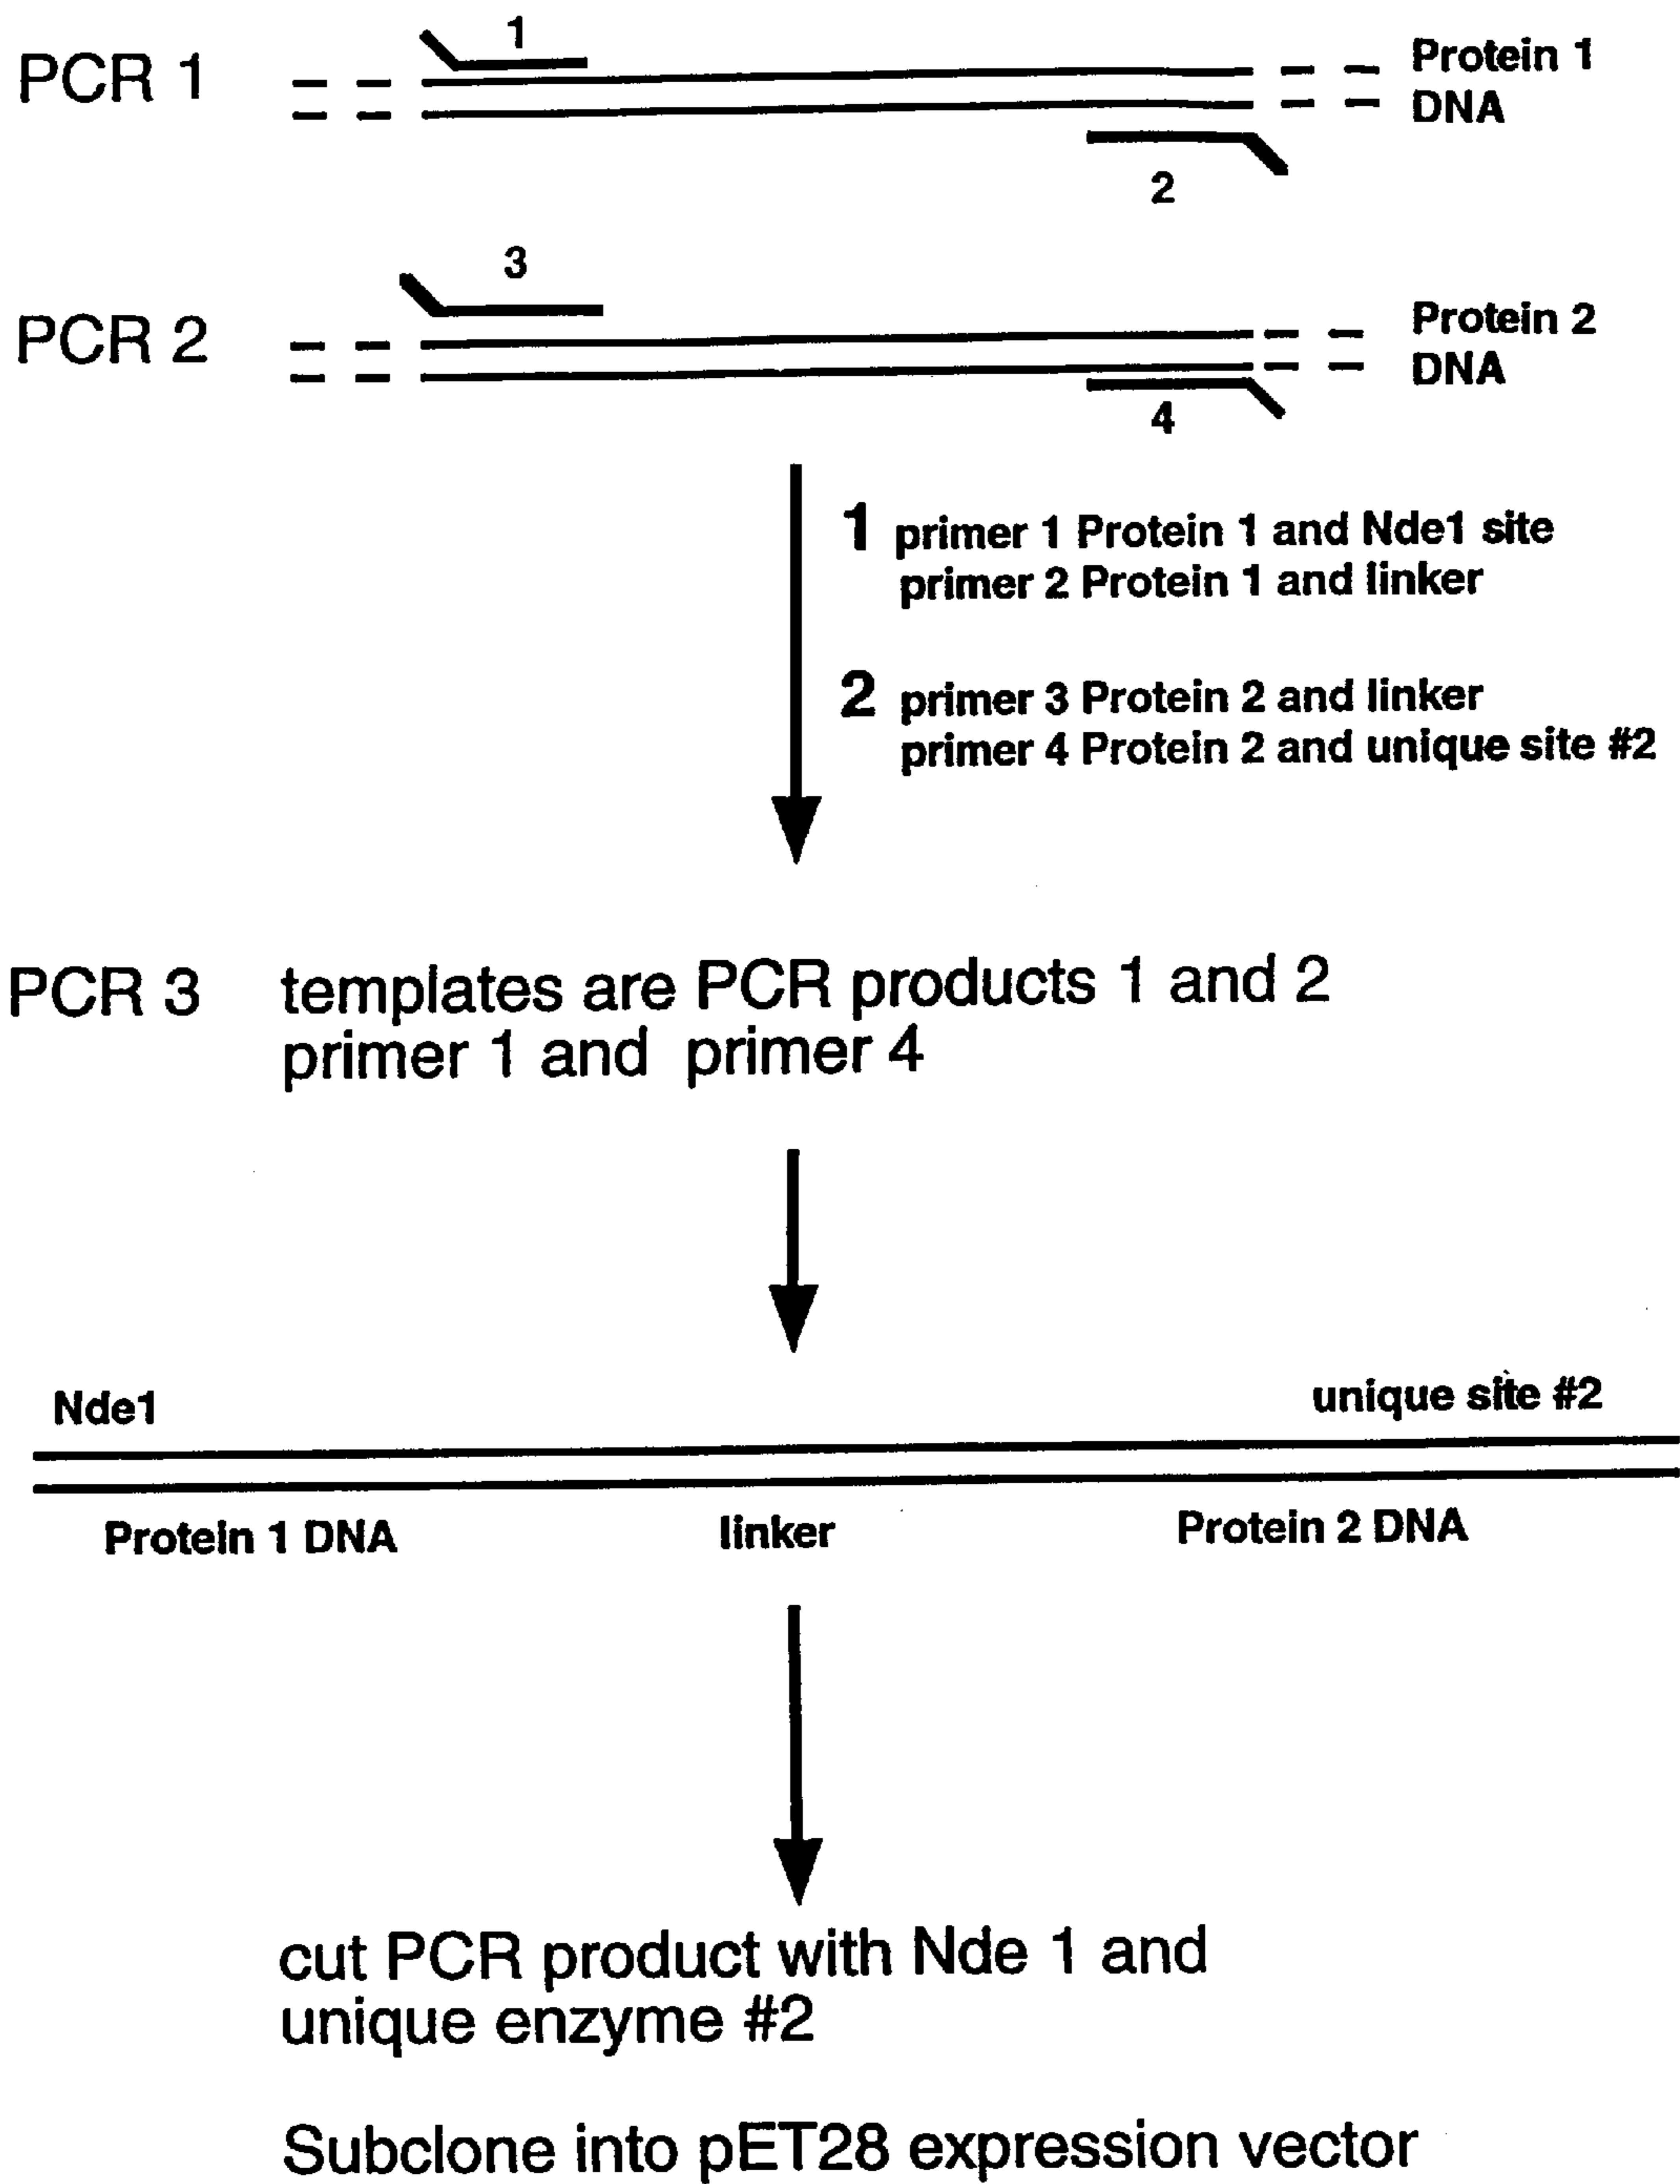 1
PCR 1
Protein 1
DNA
2
3
PCR 2
Protein 2
DNA
4
1 primer 1 Protein 1 and Nde1 site
primer 2 Protein 1 and linker
2 primer 3 Protein 2 and linker
primer 4 Protein 2 and unique site #2
PCR 3 templates are PCR products 1 and 2
primer 1 and primer 4
Nde1
unique site #2
Protein 1 DNA
linker
Protein 2 DNA
cut PCR product with Nde 1 and
unique enzyme #2
Subclone into pET28 expression vector